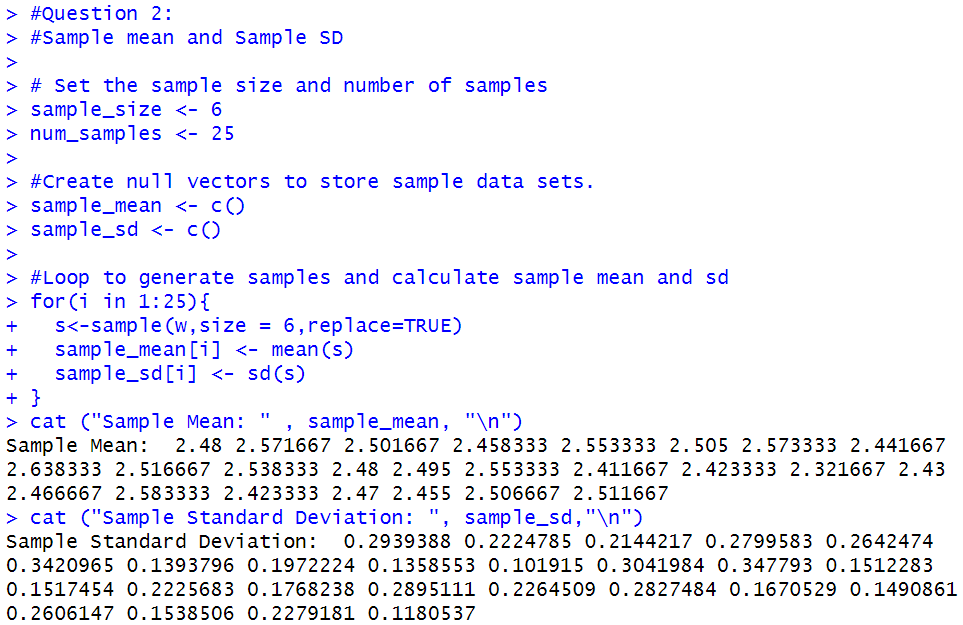 > #Question 2:
> #Sample mean and Sample SD
>
> # Set the sample size and number of samples
> sample_size <- 6
> num_samples <- 25
>
> #Create null vectors to store sample data sets.
> sample_mean <- c()
> sample_sd <- c()
>
> #Loop to generate samples and calculate sample mean and sd
> for(i in 1:25){
+   s<-sample(w,size = 6,replace=TRUE)
+   sample_mean[i] <- mean(s)
+   sample_sd[i] <- sd(s)
+ }
> cat ("Sample Mean: " , sample_mean, "\n")
Sample Mean:  2.48 2.571667 2.501667 2.458333 2.553333 2.505 2.573333 2.441667
2.638333 2.516667 2.538333 2.48 2.495 2.553333 2.411667 2.423333 2.321667 2.43
2.466667 2.583333 2.423333 2.47 2.455 2.506667 2.511667
> cat ("Sample Standard Deviation: ", sample_sd,"\n")
Sample Standard Deviation:  0.2939388 0.2224785 0.2144217 0.2799583 0.2642474
0.3420965 0.1393796 0.1972224 0.1358553 0.101915 0.3041984 0.347793 0.1512283
0.1517454 0.2225683 0.1768238 0.2895111 0.2264509 0.2827484 0.1670529 0.1490861
0.2606147 0.1538506 0.2279181 0.1180537